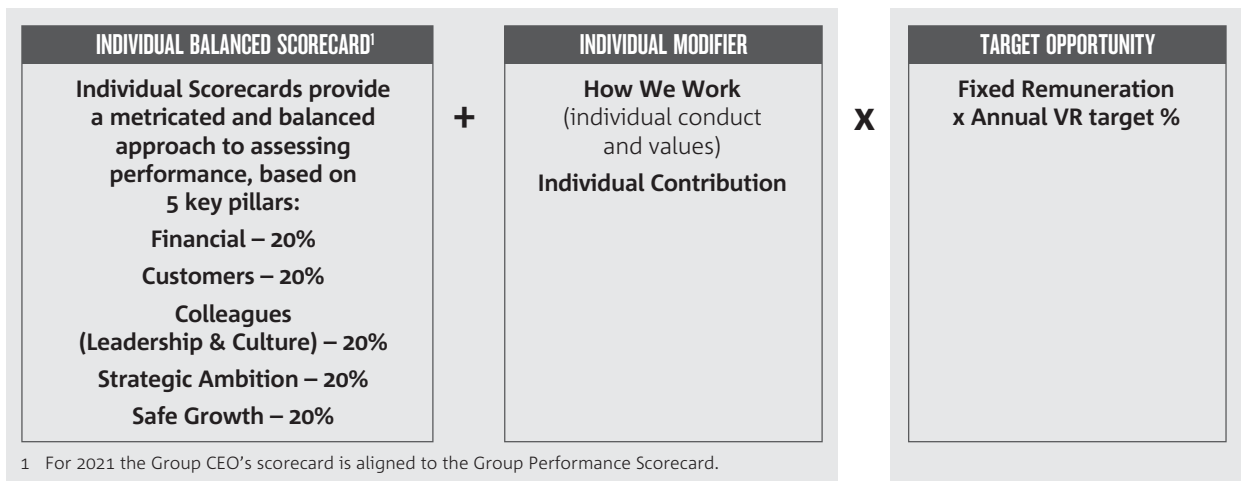 INDIVIDUAL BALANCED SCORECARD1
Individual Scorecards provide
a metricated and balanced
approach to assessing
performance, based on
5 key pillars:
Financial – 20%
Customers – 20%
Colleagues
(Leadership & Culture) – 20%
Strategic Ambition – 20%
Safe Growth – 20%
+
INDIVIDUAL MODIFIER
How We Work
(individual conduct
and values)
Individual Contribution
x
TARGET OPPORTUNITY
Fixed Remuneration
x Annual VR target %
1 For 2021 the Group CEO’s scorecard is aligned to the Group Performance Scorecard.